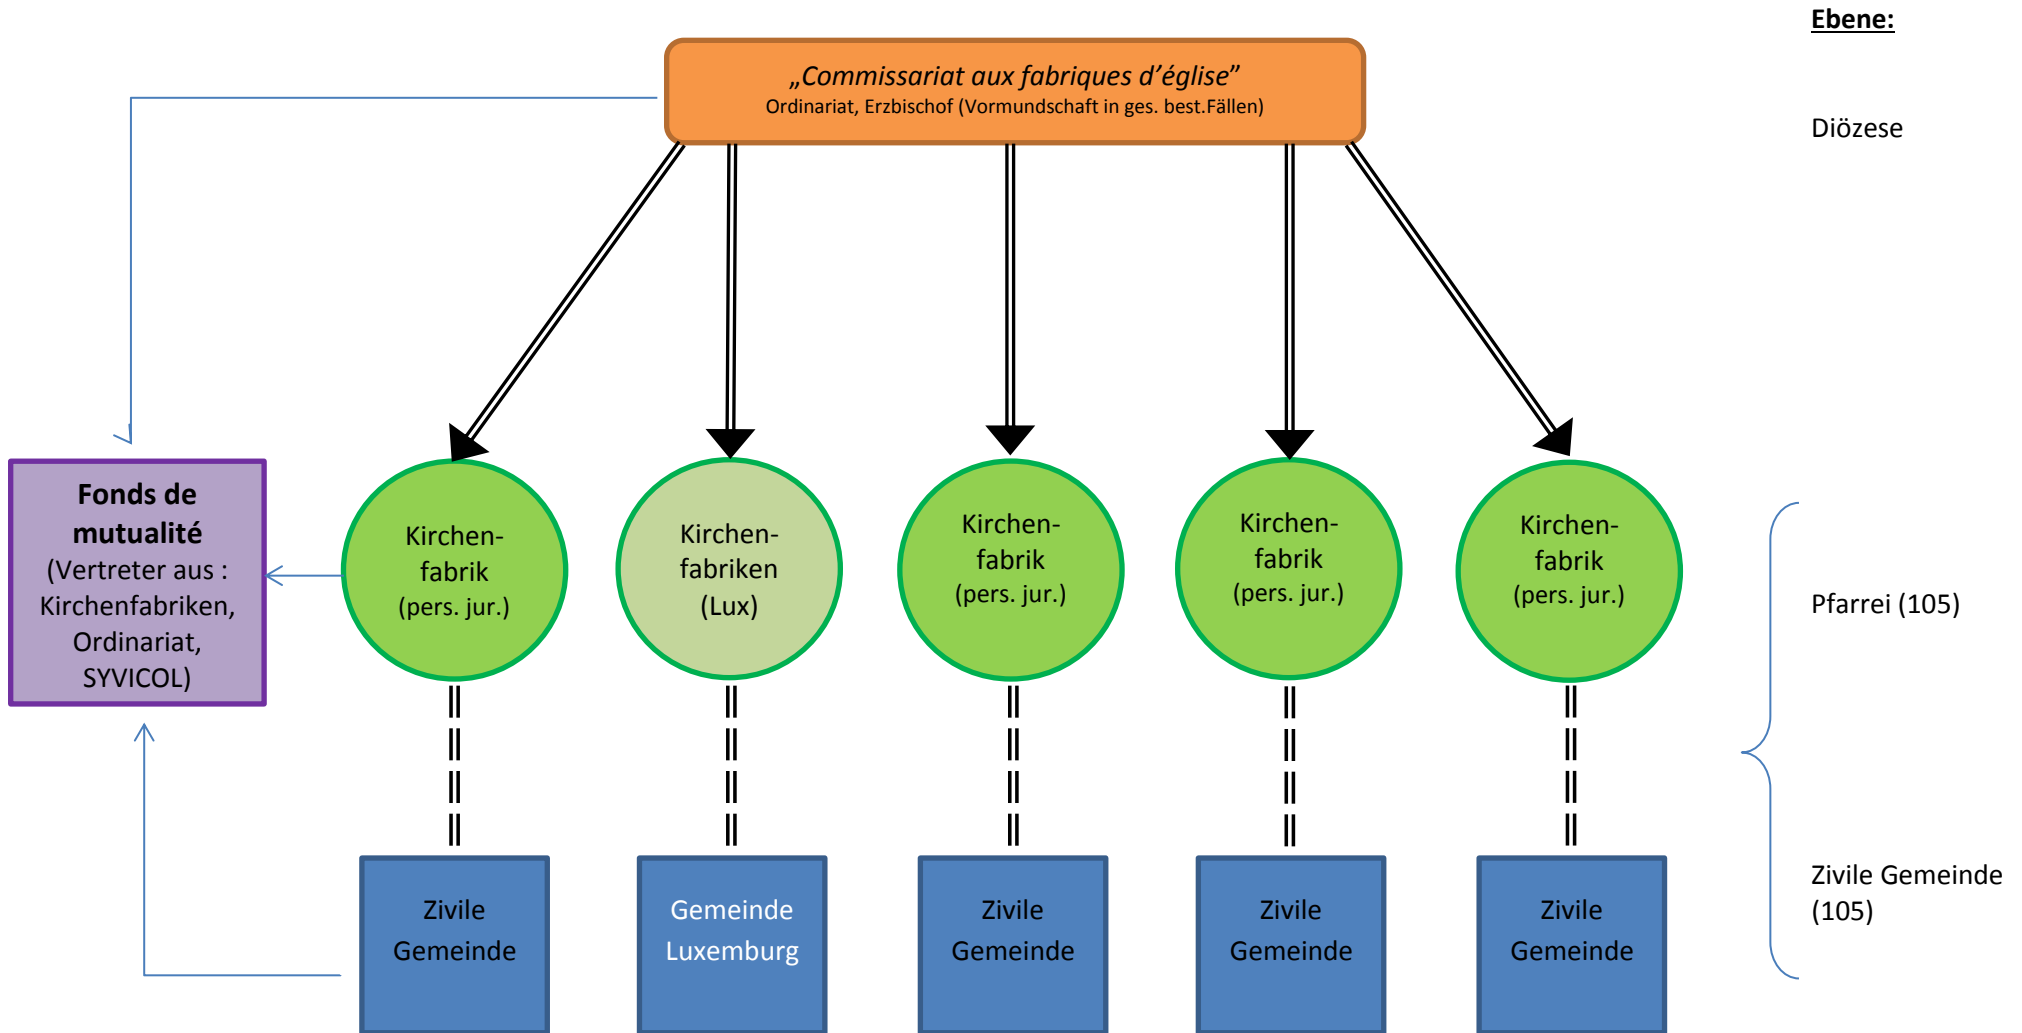 Ebene:
„Commissariat aux fabriques d’église”
Ordinariat, Erzbischof (Vormundschaft in ges. best.Fällen)
Diözese
Fonds de
mutualité
(Vertreter aus :
Kirchenfabriken,
Ordinariat,
SYVICOL)
Kirchen-
fabrik
(pers. jur.)
Kirchen-
fabriken
(Lux)
Kirchen-
fabrik
(pers. jur.)
Kirchen-
fabrik
(pers. jur.)
Kirchen-
fabrik
(pers. jur.)
Pfarrei (105)
Zivile
Gemeinde
Gemeinde
Luxemburg
Zivile
Gemeinde
Zivile
Gemeinde
Zivile
Gemeinde
Zivile Gemeinde
(105)